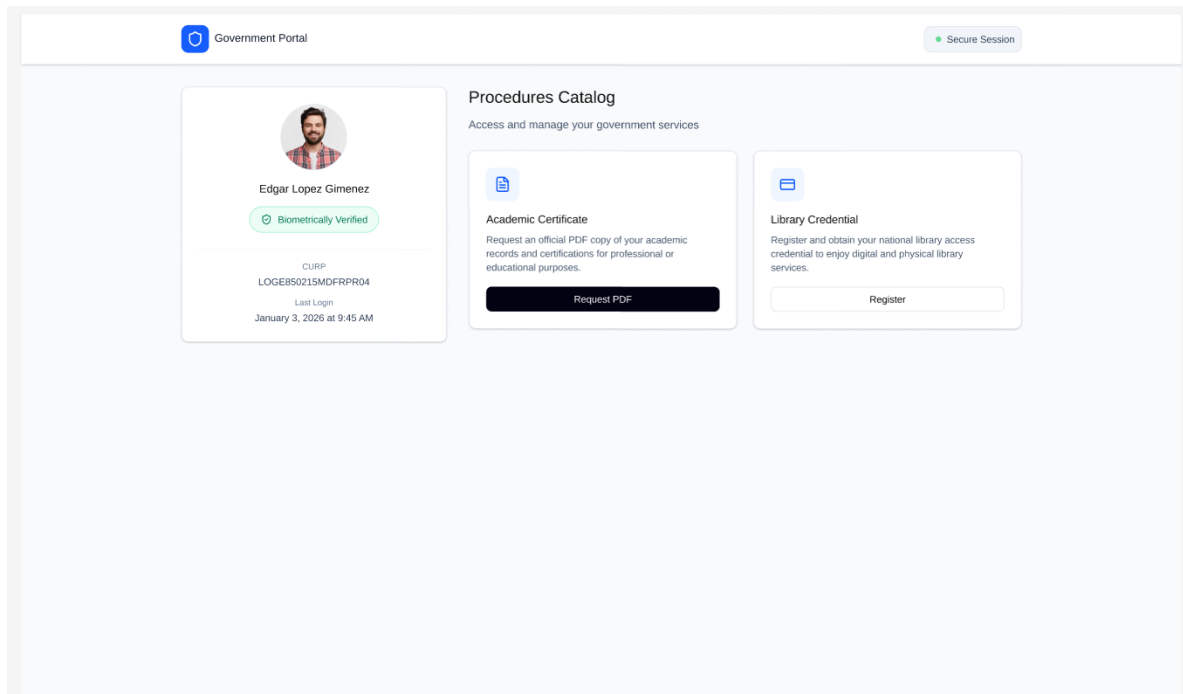 Government Portal
Secure Session
Edgar Lopez Gimenez
Biometrically Verified
CURP
LOGE850215MDFRPR04
Last Login
January 3, 2026 at 9:45 AM
Procedures Catalog
Access and manage your government services
Academic Certificate
Request an official PDF copy of your academic
records and certifications for professional or
educational purposes.
Request PDF
Library Credential
Register and obtain your national library access
credential to enjoy digital and physical library
services.
Register